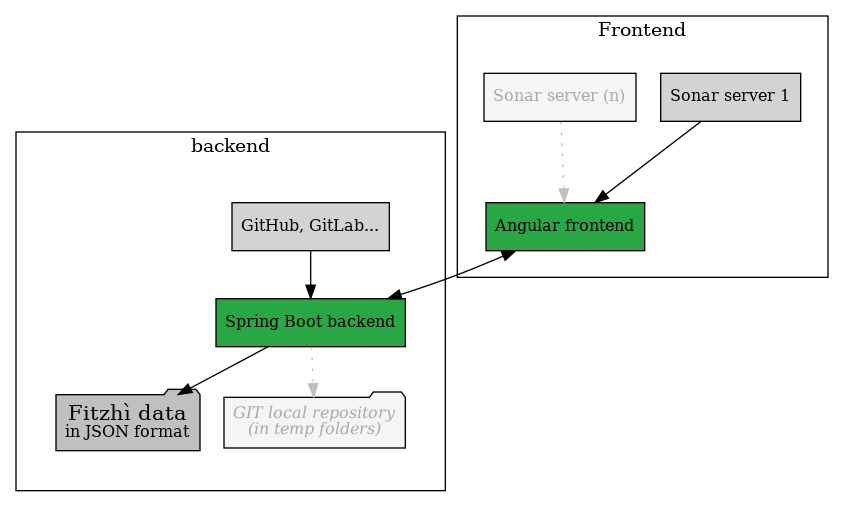 Frontend
Sonar server (n)
Sonar server 1
backend
GitHub, GitLab...
Angular frontend
Spring Boot backend
Fitzhì data
in JSON format
GIT local repository
(in temp folders)